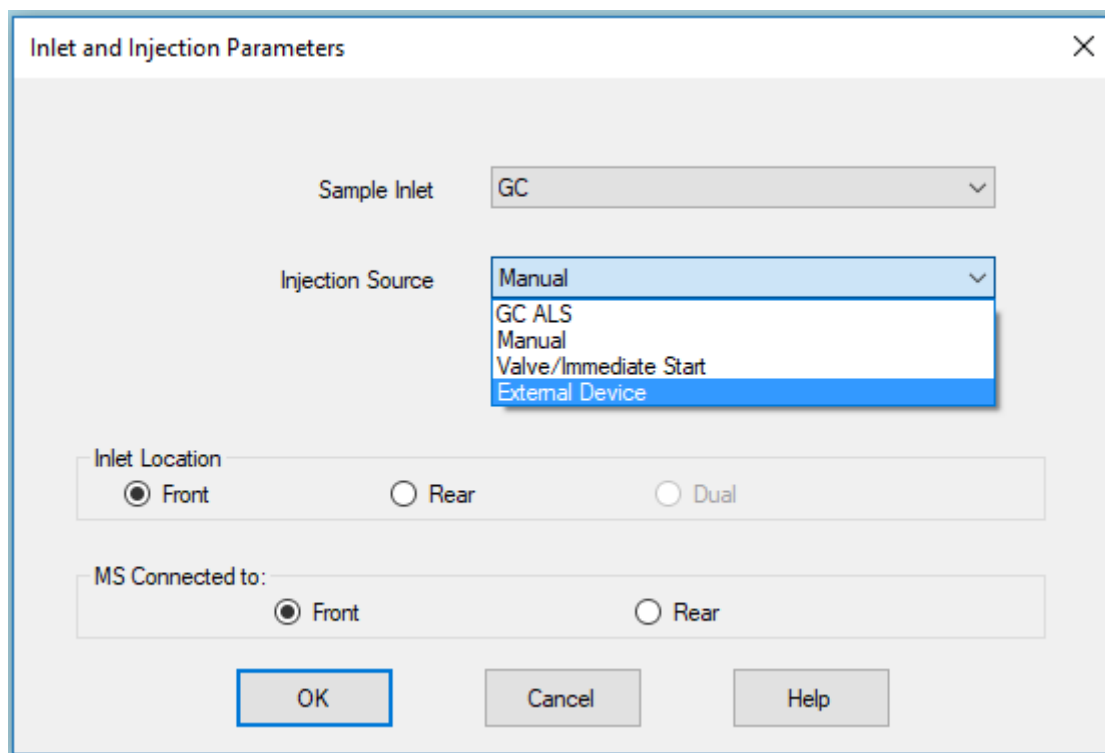 Inlet and Injection Parameters
Sample Inlet GC
Injection Source Manual
GC ALS
Manual
Valve/Immediate Start
External Device
Inlet Location
Front Rear Dual
MS Connected to:
Front Rear
OK Cancel Help